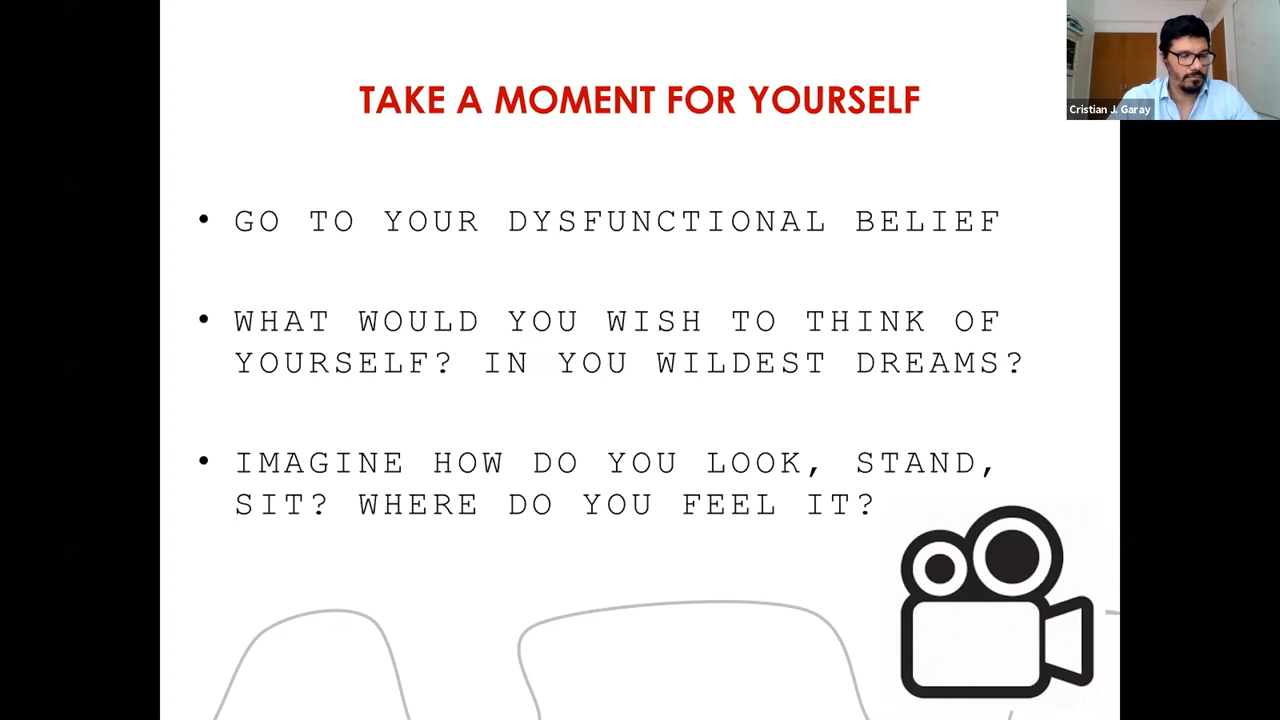 TAKE A MOMENT FOR YOURSELF
Cristian J. Garay
• GO TO YOUR DYSFUNCTIONAL BELIEF
• WHAT WOULD YOU WISH TO THINK OF
YOURSELF? IN YOU WILDEST DREAMS?
• IMAGINE HOW DO YOU LOOK, STAND,
SIT? WHERE DO YOU FEEL IT?